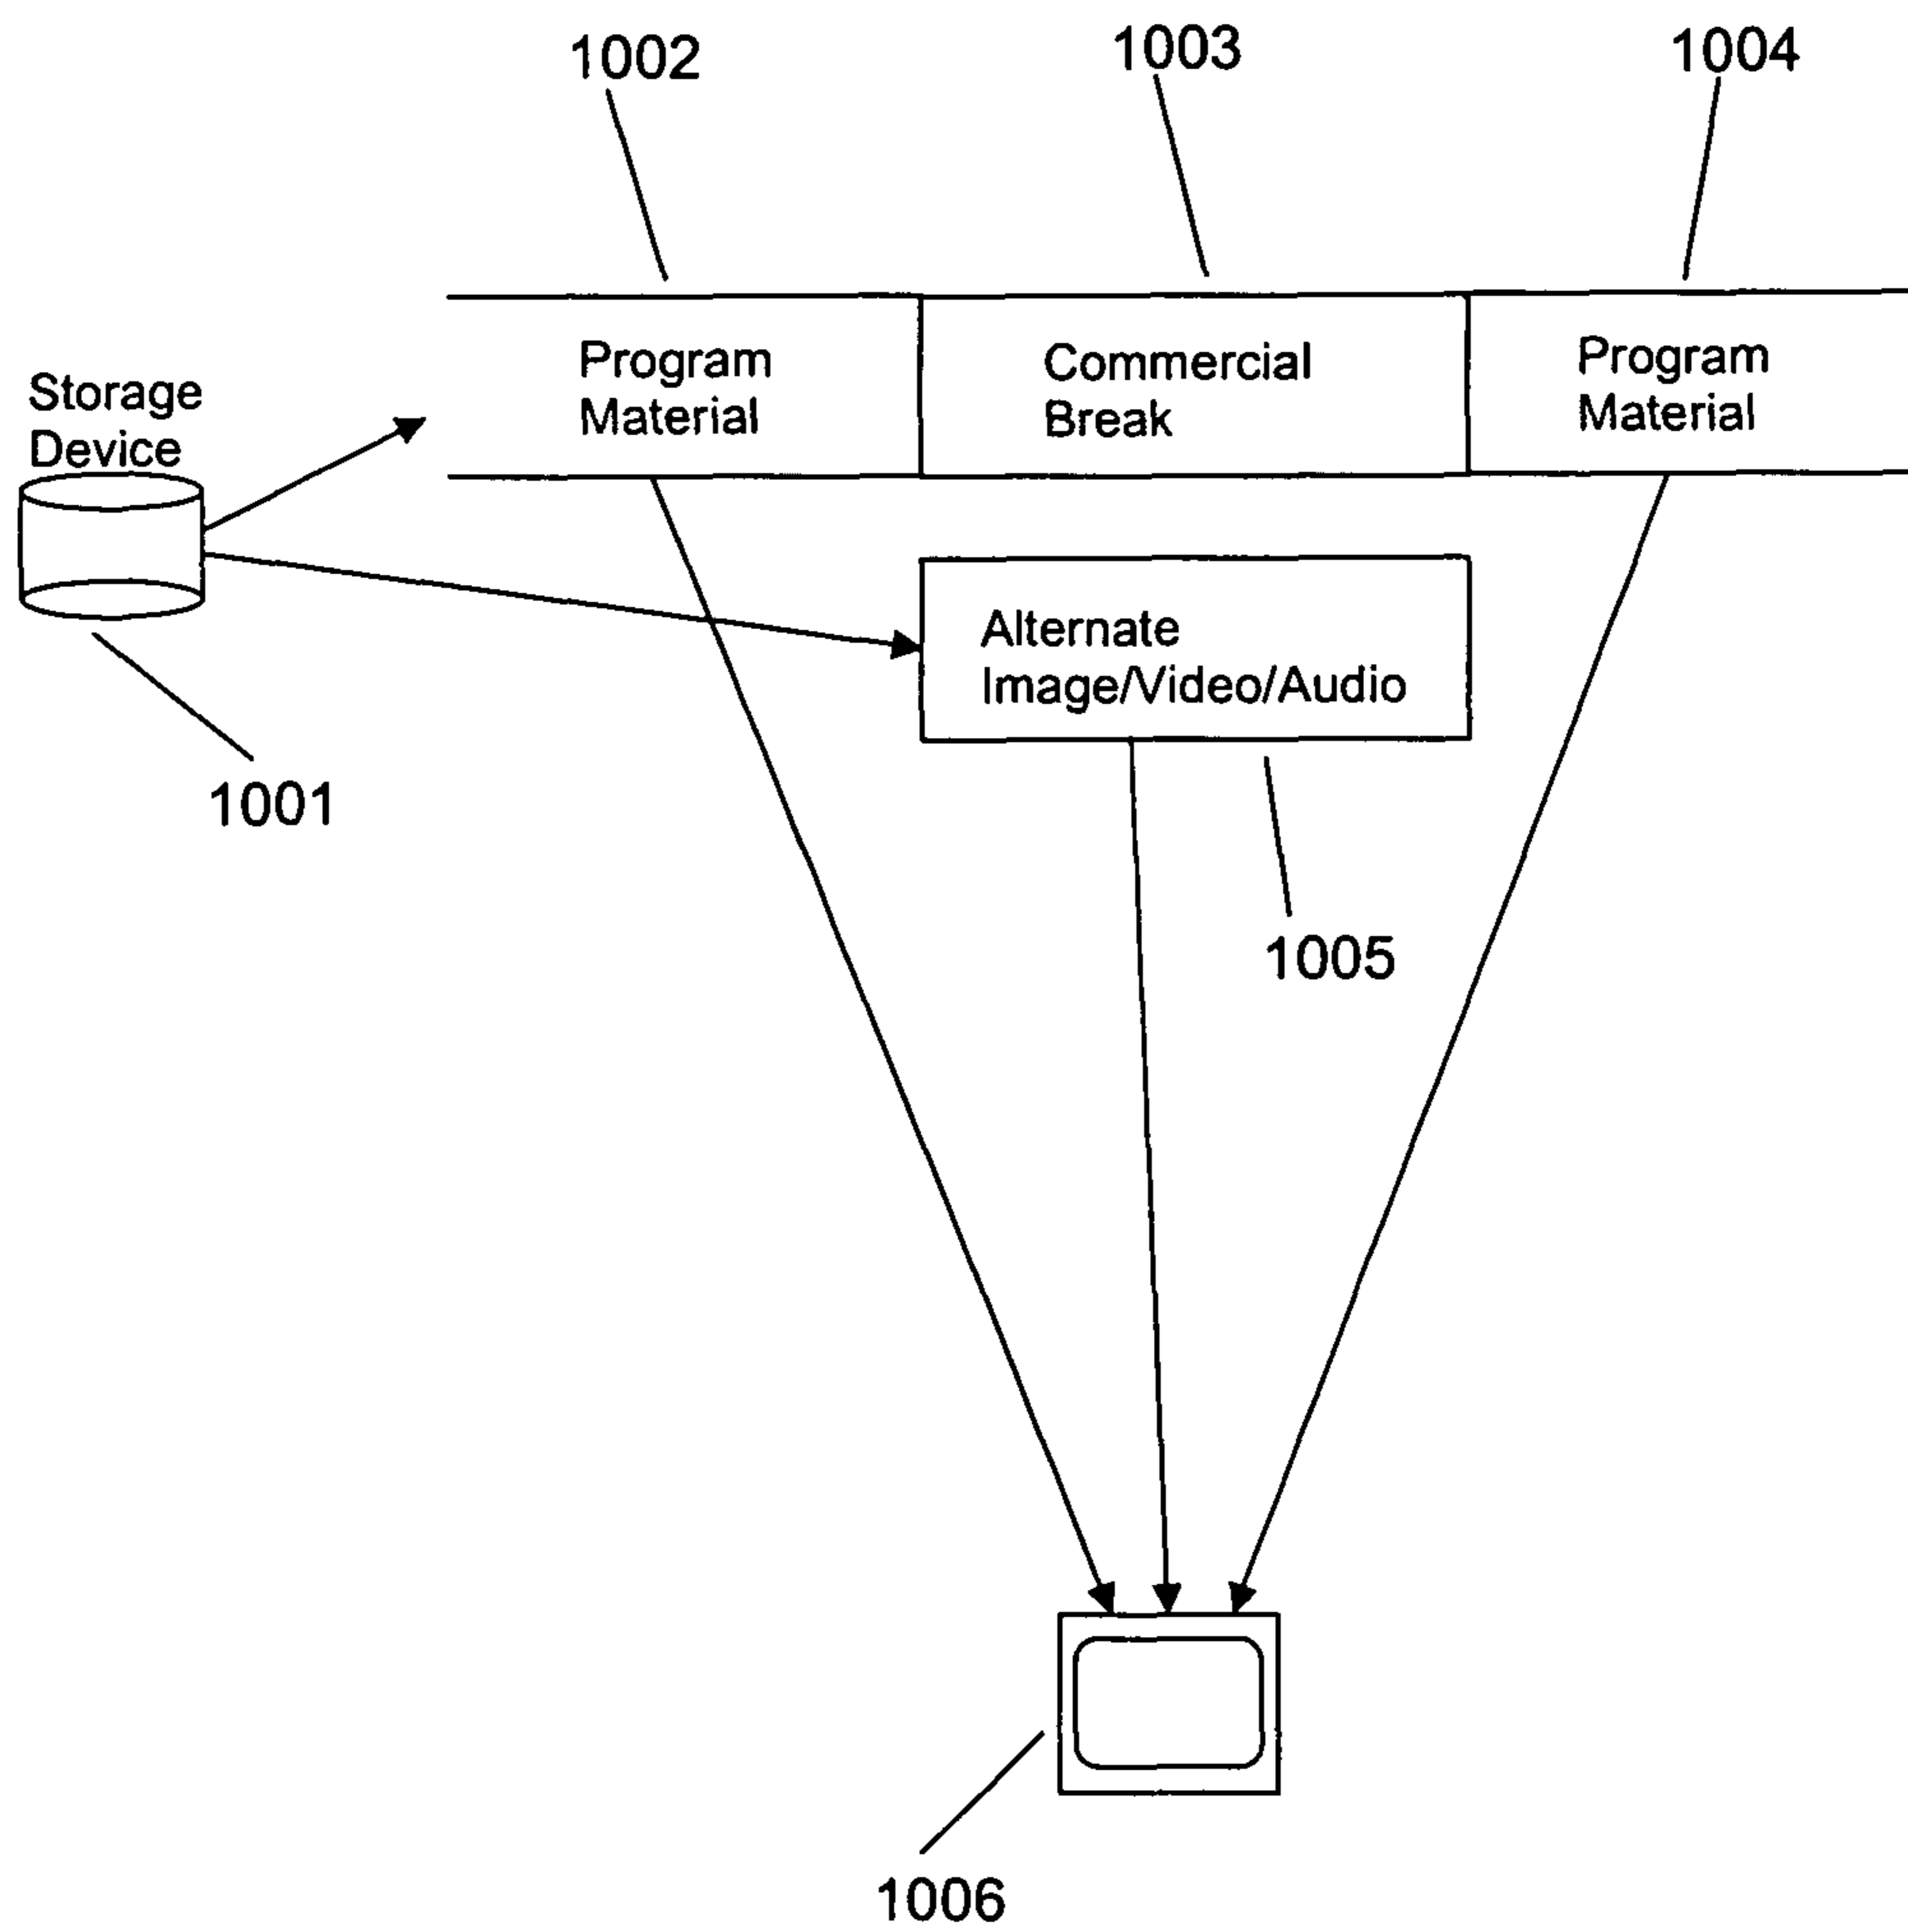 1002
1003
1004
Storage
Device
Program
Material
Commercial
Break
Program
Material
Alternate
Image/Video/Audio
1001
1005
1006